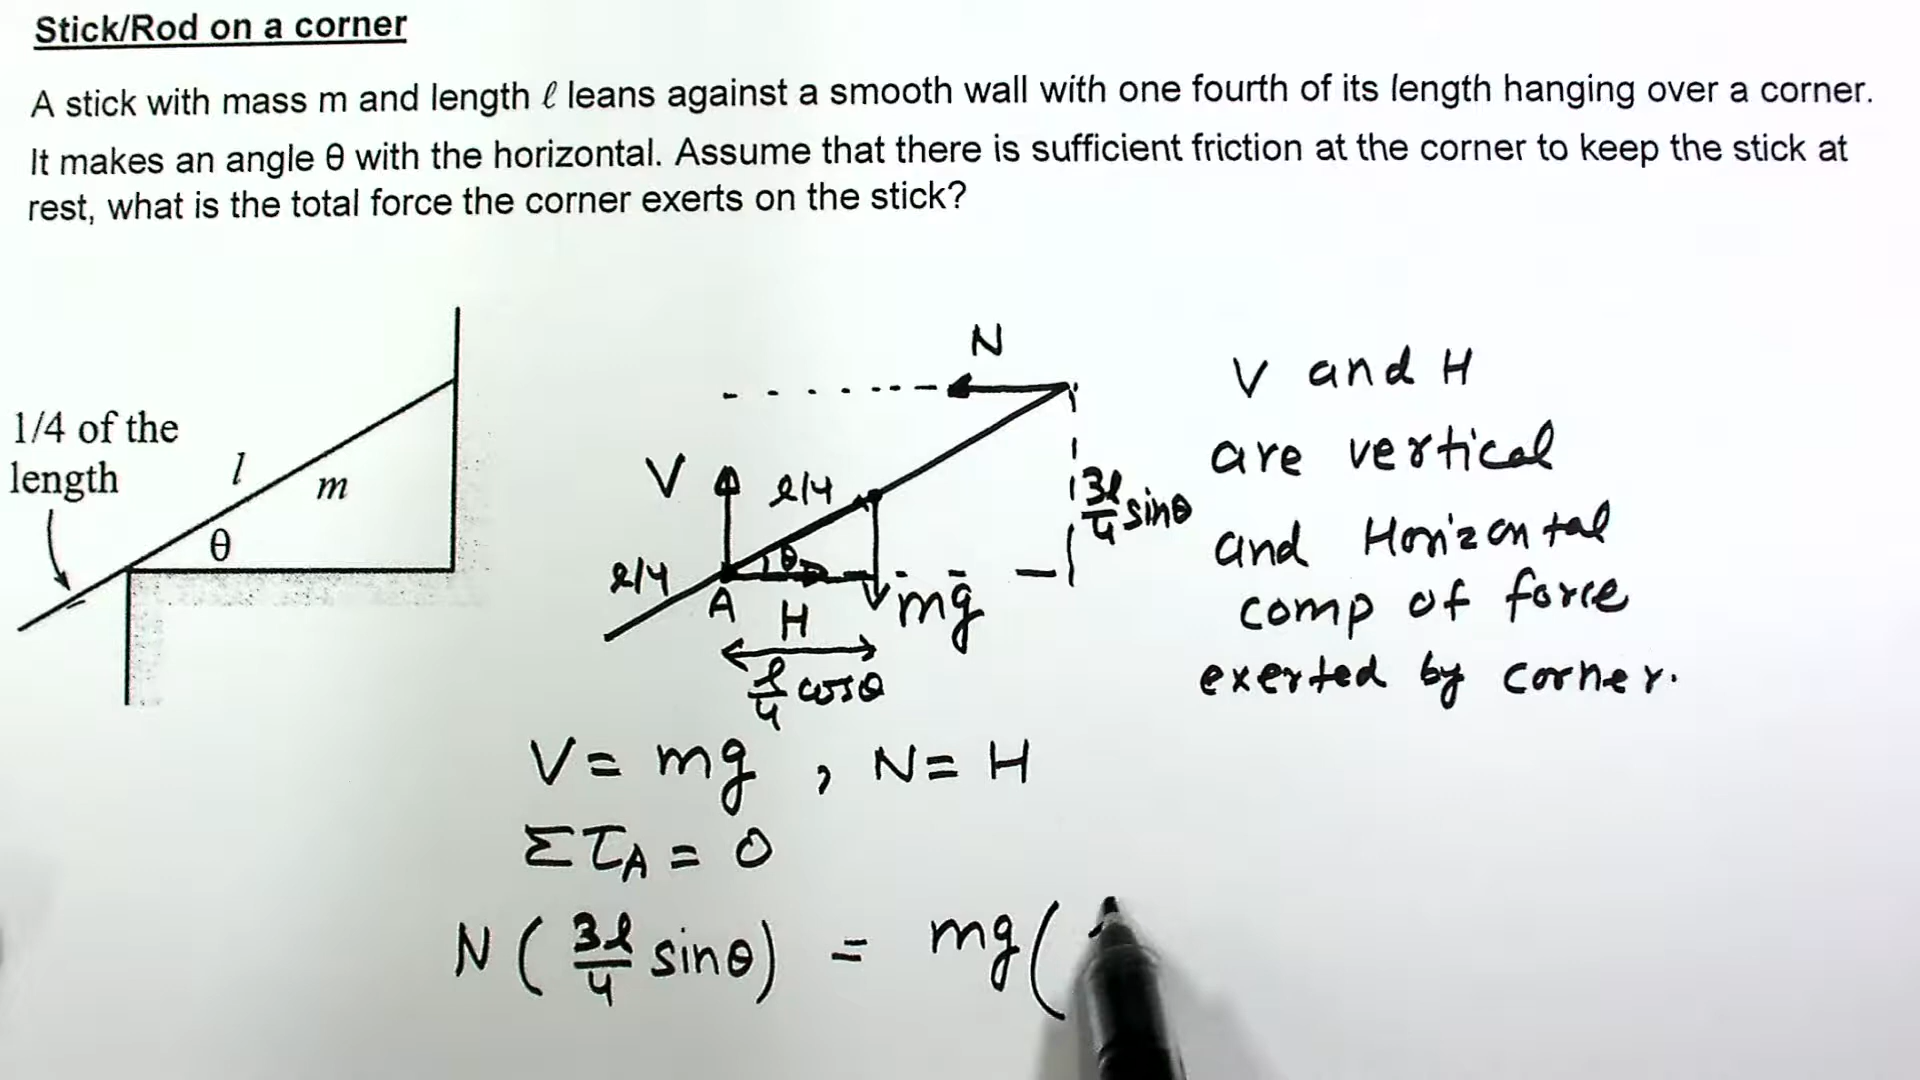 Stick/Rod on a corner
A stick with mass m and length ℓ leans against a smooth wall with one fourth of its length hanging over a corner.
It makes an angle θ with the horizontal. Assume that there is sufficient friction at the corner to keep the stick at
rest, what is the total force the corner exerts on the stick?
1/4 of the
length
l
m
θ
N
V
ℓ/4
3ℓ/4 sinθ
θ
ℓ/4
A
H
mg
ℓ/4 cosθ
V and H
are vertical
and Horizontal
comp of force
exerted by corner.
V = mg , N = H
Στ_A = 0
N ( 3ℓ/4 sinθ ) = mg (